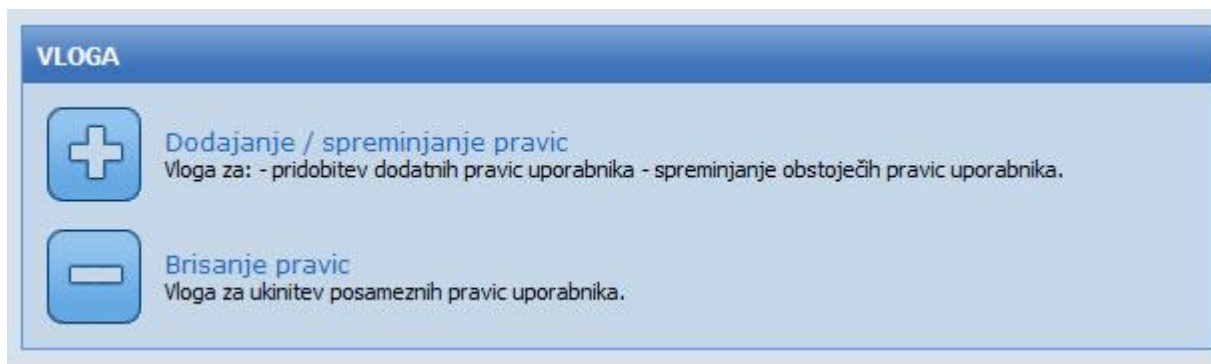 VLOGA
Dodajanje / spreminjanje pravic
Vloga za: - pridobitev dodatnih pravic uporabnika - spreminjanje obstoječih pravic uporabnika.
Brisanje pravic
Vloga za ukinitev posameznih pravic uporabnika.